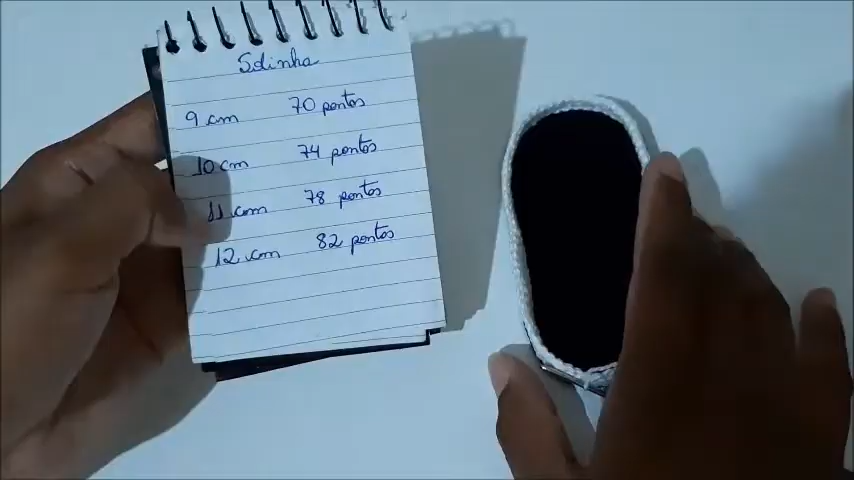 Solinha
9 cm 70 pontos
10 cm 74 pontos
11 cm 78 pontos
12 cm 82 pontos